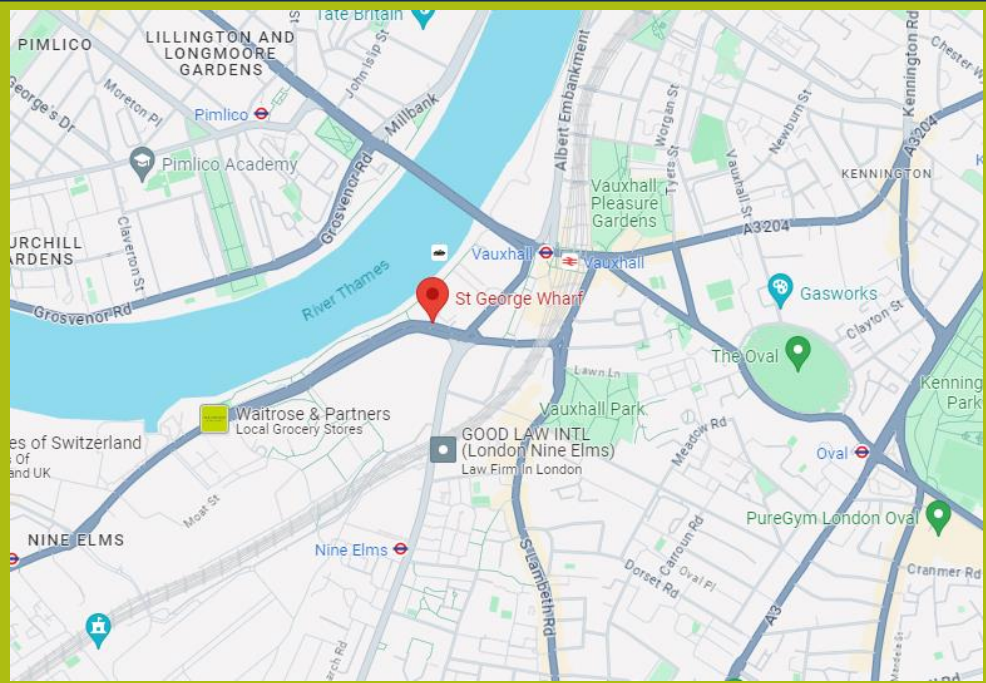 Tate Britain
PIMLICO
LILLINGTON AND
LONGMOORE
GARDENS
John Islip St
Kennington Rd
Chester W
George's Dr
Moreton Pl
Pimlico
Millbank
Albert Embankment
Worgan St
Newburn St
A3204
Pimlico Academy
Tyers St
Vauxhall St
KENNINGTON
Grosvenor Rd
Vauxhall
Pleasure
Gardens
Claverton St
URCHILL
ARDENS
A3204
Vauxhall
Vauxhall
River Thames
St George Wharf
Gasworks
Grosvenor Rd
Clayton St
The Oval
Lawn Ln
Kenning
Park
Waitrose & Partners
Local Grocery Stores
Vauxhall Park
Meadow Rd
es of Switzerland
s Of
and UK
GOOD LAW INTL
(London Nine Elms)
Law Firm In London
Oval
Moat St
PureGym London Oval
NINE ELMS
Nine Elms
S Lambeth Rd
Carroun Rd
Dorset Rd
Oval Pl
Cranmer Rd
A3
arch Rd
Mandela St